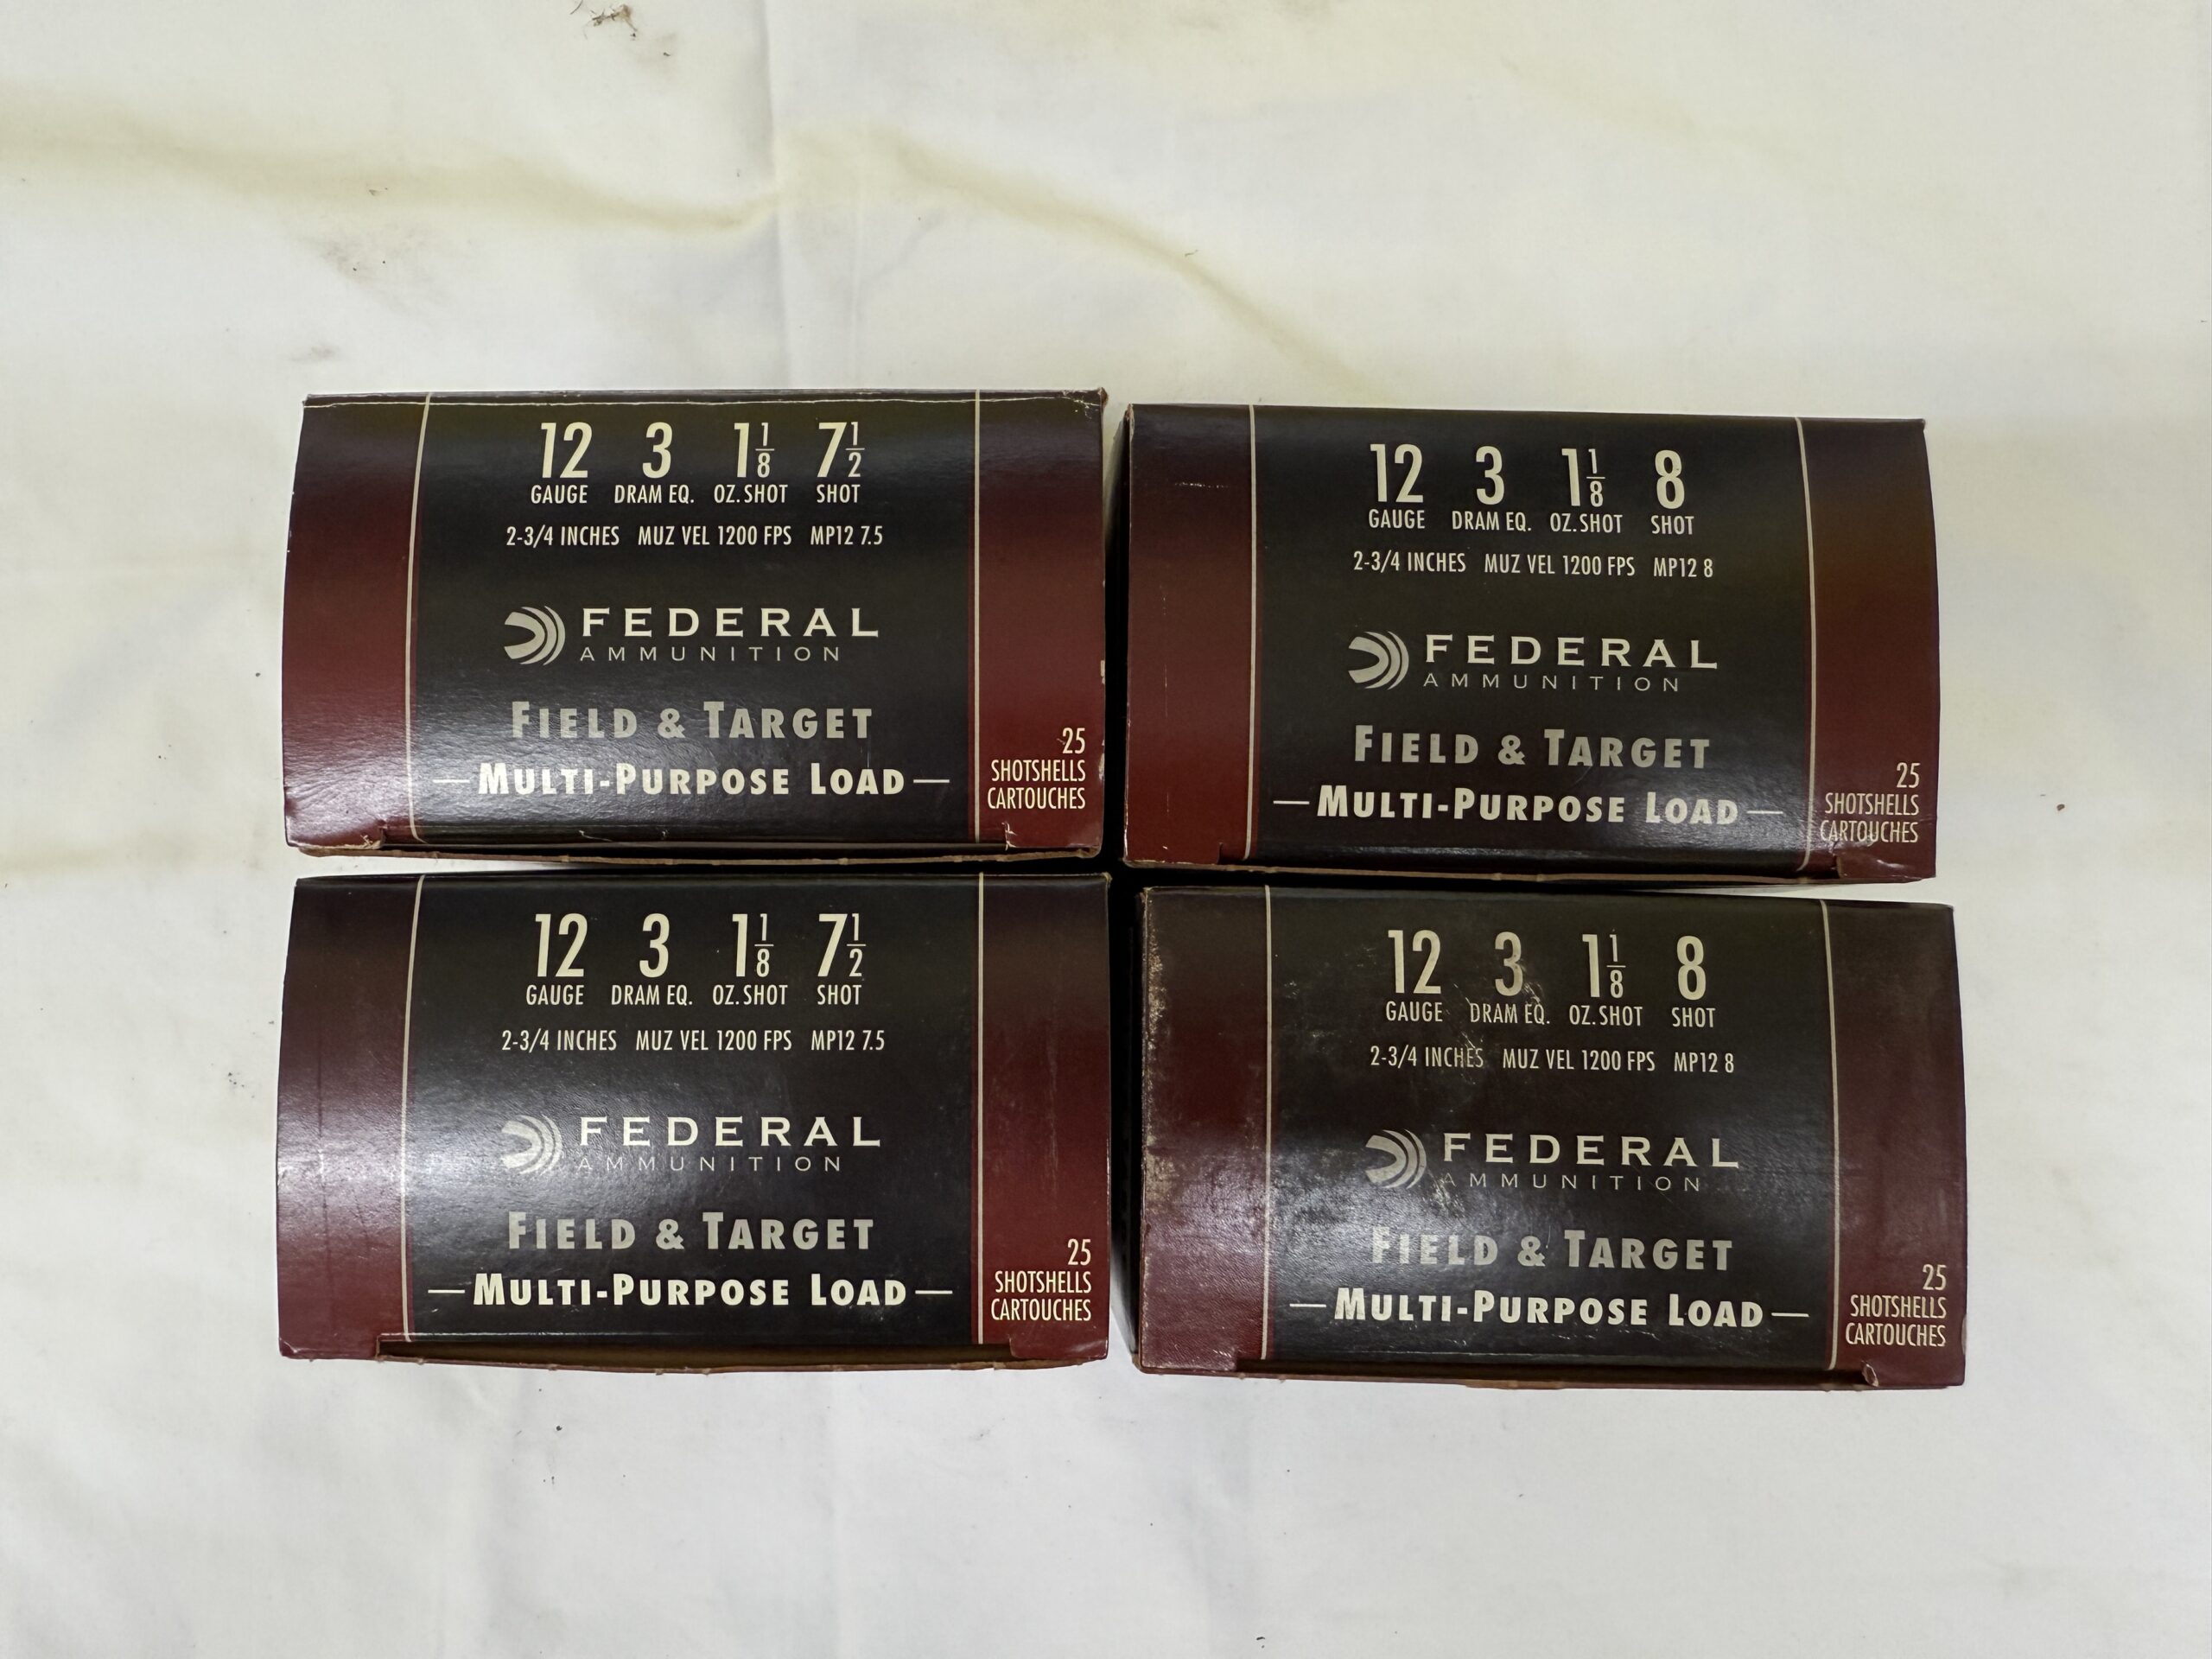 12 3 1 1/8 7 1/2
GAUGE DRAM EQ. OZ. SHOT SHOT
2-3/4 INCHES MUZ VEL 1200 FPS MP12 7.5
FEDERAL
AMMUNITION
FIELD & TARGET
—MULTI-PURPOSE LOAD—
25
SHOTSHELLS
CARTOUCHES
12 3 1 1/8 8
GAUGE DRAM EQ. OZ. SHOT SHOT
2-3/4 INCHES MUZ VEL 1200 FPS MP12 8
FEDERAL
AMMUNITION
FIELD & TARGET
—MULTI-PURPOSE LOAD—
25
SHOTSHELLS
CARTOUCHES
12 3 1 1/8 7 1/2
GAUGE DRAM EQ. OZ. SHOT SHOT
2-3/4 INCHES MUZ VEL 1200 FPS MP12 7.5
FEDERAL
AMMUNITION
FIELD & TARGET
—MULTI-PURPOSE LOAD—
25
SHOTSHELLS
CARTOUCHES
12 3 1 1/8 8
GAUGE DRAM EQ. OZ. SHOT SHOT
2-3/4 INCHES MUZ VEL 1200 FPS MP12 8
FEDERAL
AMMUNITION
FIELD & TARGET
—MULTI-PURPOSE LOAD—
25
SHOTSHELLS
CARTOUCHES